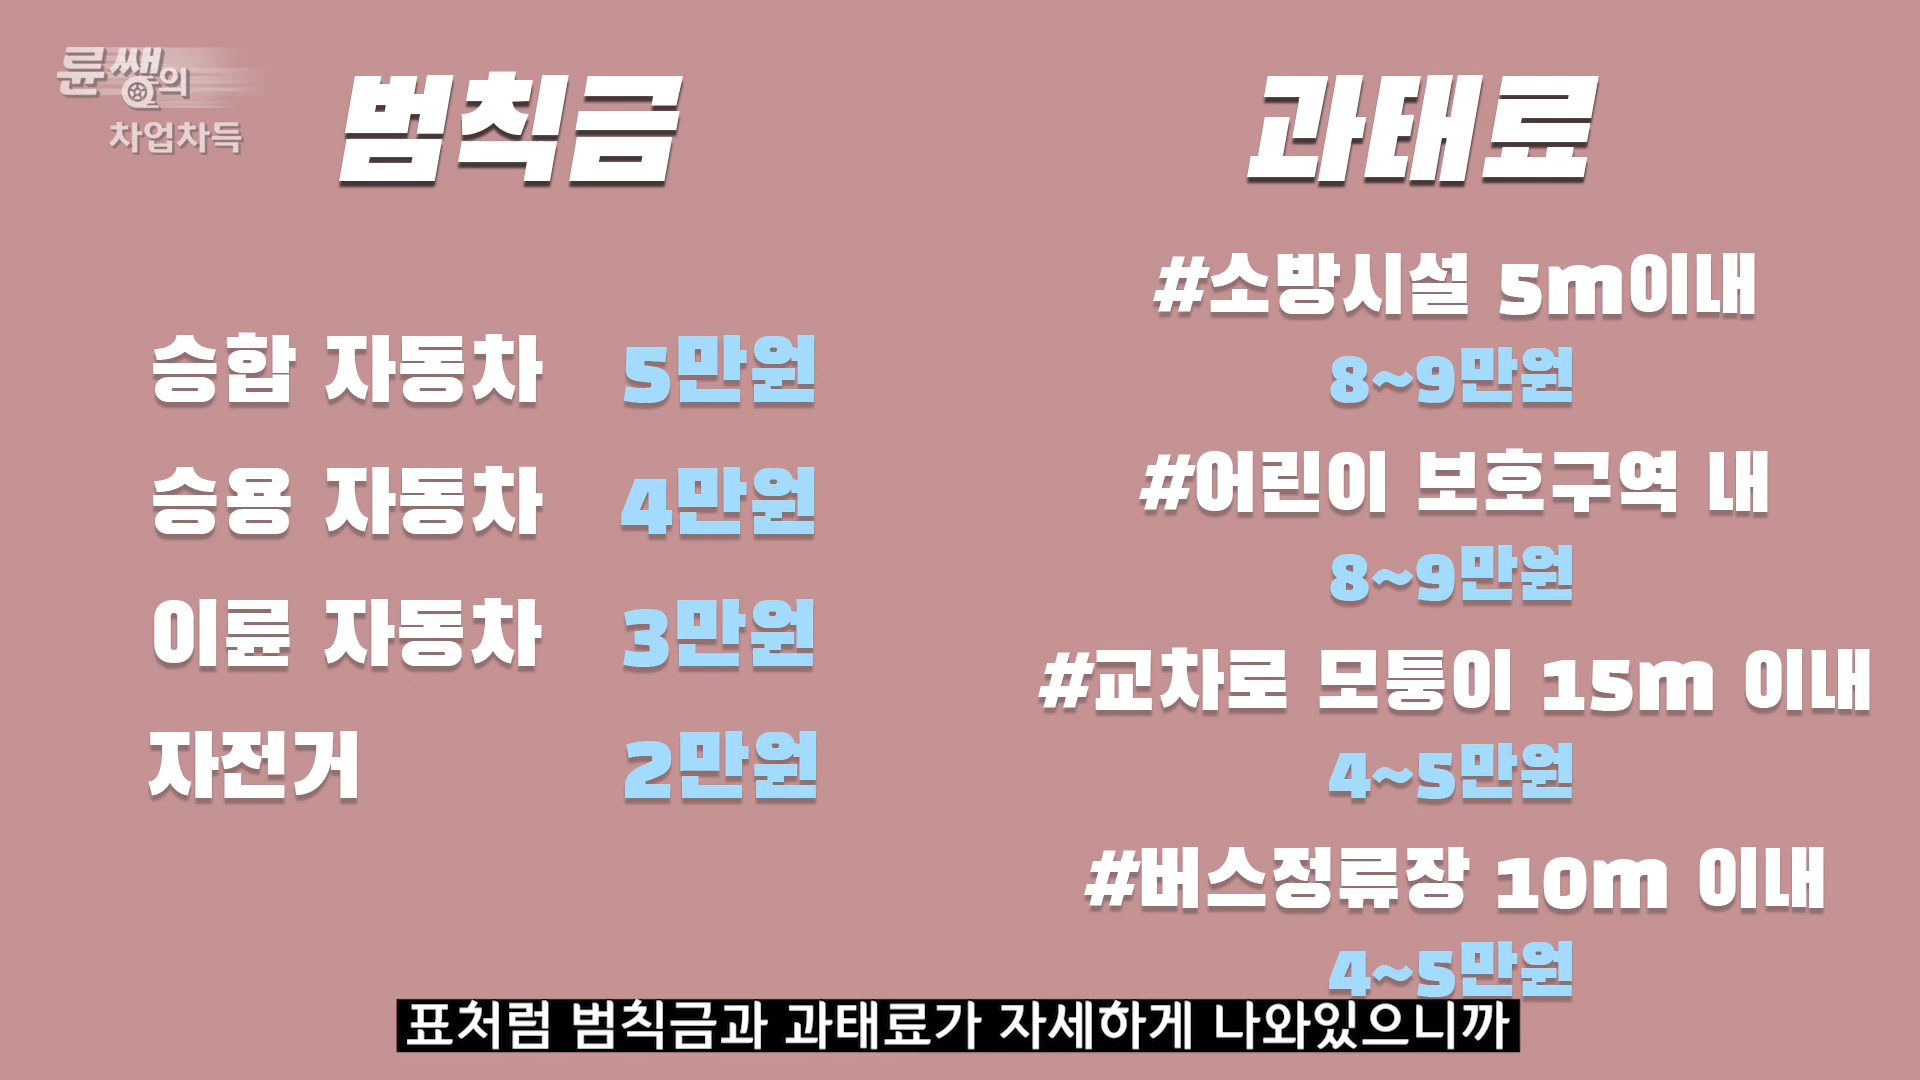 륜쌩의
차업차득
범칙금
승합 자동차 5만원
승용 자동차 4만원
이륜 자동차 3만원
자전거 2만원
과태료
#소방시설 5m이내
8~9만원
#어린이 보호구역 내
8~9만원
#교차로 모퉁이 15m 이내
4~5만원
#버스정류장 10m 이내
4~5만원
표처럼 범칙금과 과태료가 자세하게 나와있으니까